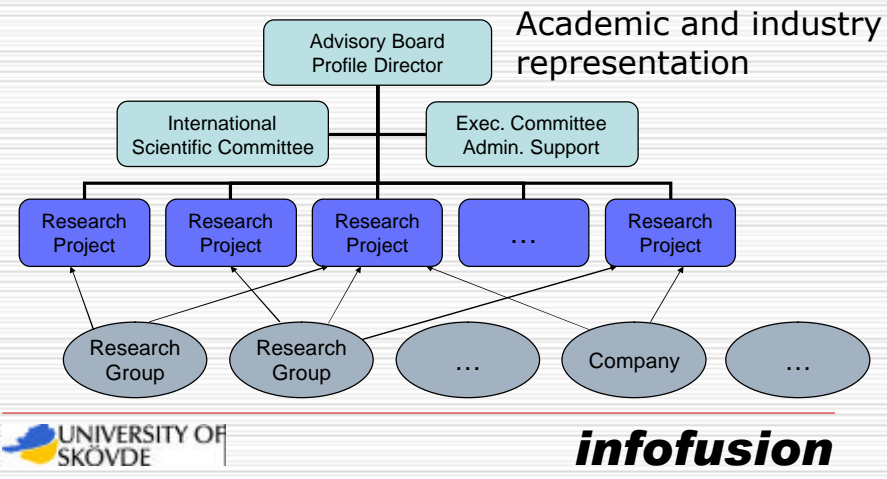 Academic and industry
representation
Advisory Board
Profile Director
International
Scientific Committee
Exec. Committee
Admin. Support
Research
Project
Research
Project
Research
Project
...
Research
Project
Research
Group
Research
Group
...
Company
...
UNIVERSITY OF
SKÖVDE
infofusion